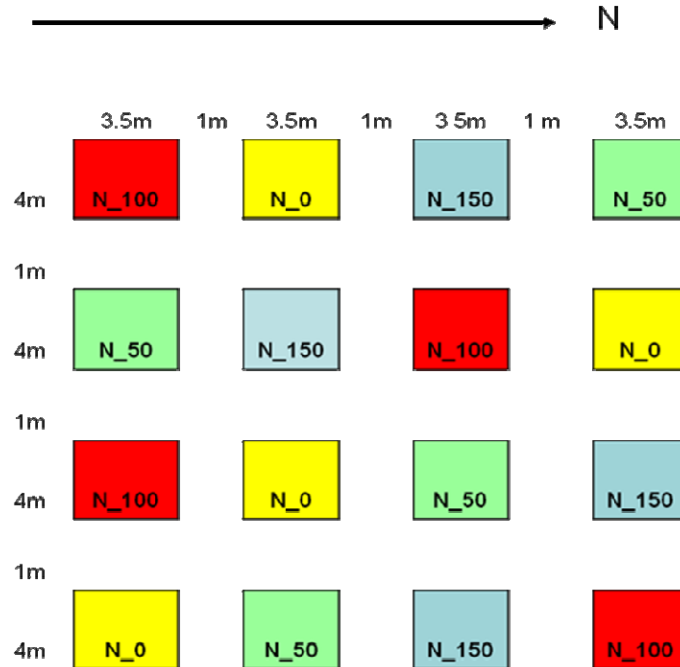 N
3.5m 1m 3.5m 1m 3 5m 1 m 3.5m
4m N_100 N_0 N_150 N_50
1m
4m N_50 N_150 N_100 N_0
1m
4m N_100 N_0 N_50 N_150
1m
4m N_0 N_50 N_150 N_100